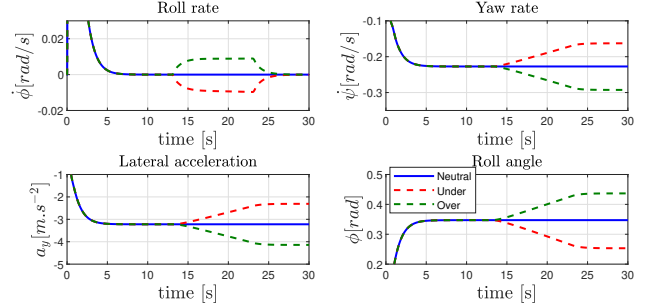 Roll rate
0.02
0
-0.02
0 5 10 15 20 25 30
time [s]
ϕ̇[rad/s]
Yaw rate
-0.1
-0.2
-0.3
0 5 10 15 20 25 30
time [s]
ψ̇[rad/s]
Lateral acceleration
-1
-2
-3
-4
-5
0 5 10 15 20 25 30
time [s]
a_y[m.s⁻²]
Roll angle
0.5
0.4
0.3
0.2
0 5 10 15 20 25 30
time [s]
ϕ[rad]
Neutral
Under
Over